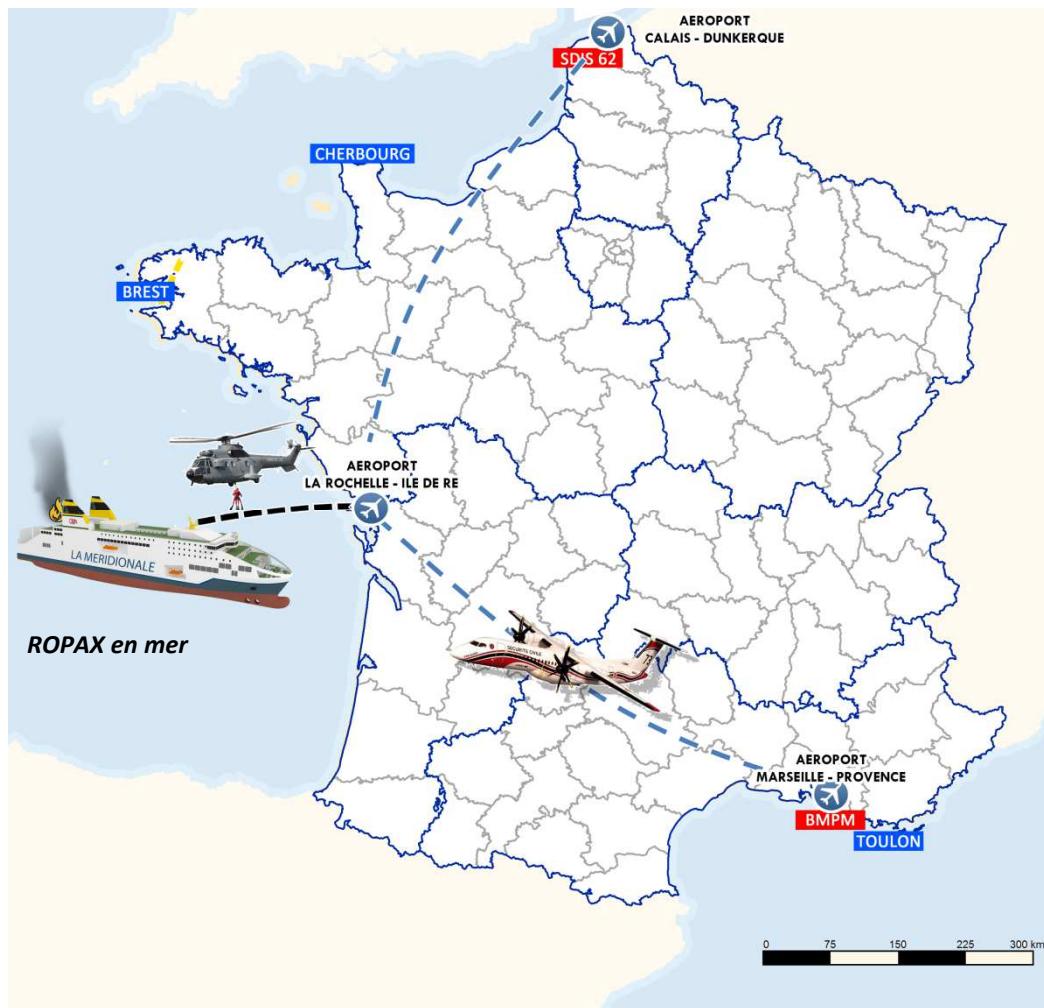 AEROPORT
CALAIS - DUNKERQUE
SDIS 62
CHERBOURG
BREST
AEROPORT
LA ROCHELLE - ILE DE RE
LA MERIDIONALE
ROPAX en mer
SECURITE CIVILE
AEROPORT
MARSEILLE - PROVENCE
BMPM
TOULON
0 75 150 225 300 km